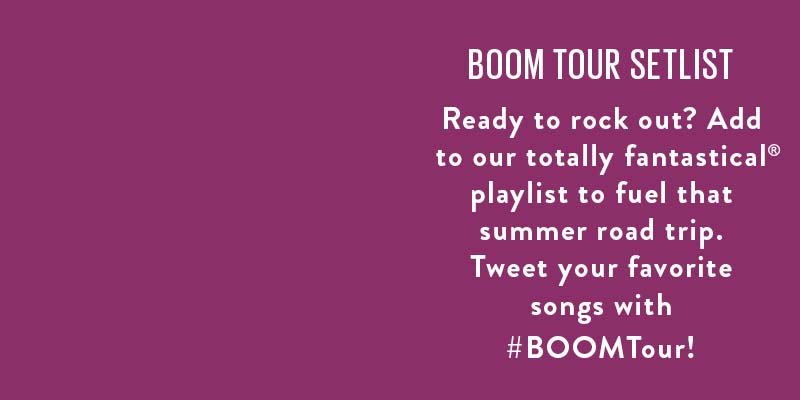 BOOM TOUR SETLIST
Ready to rock out? Add
to our totally fantastical®
playlist to fuel that
summer road trip.
Tweet your favorite
songs with
#BOOMTour!